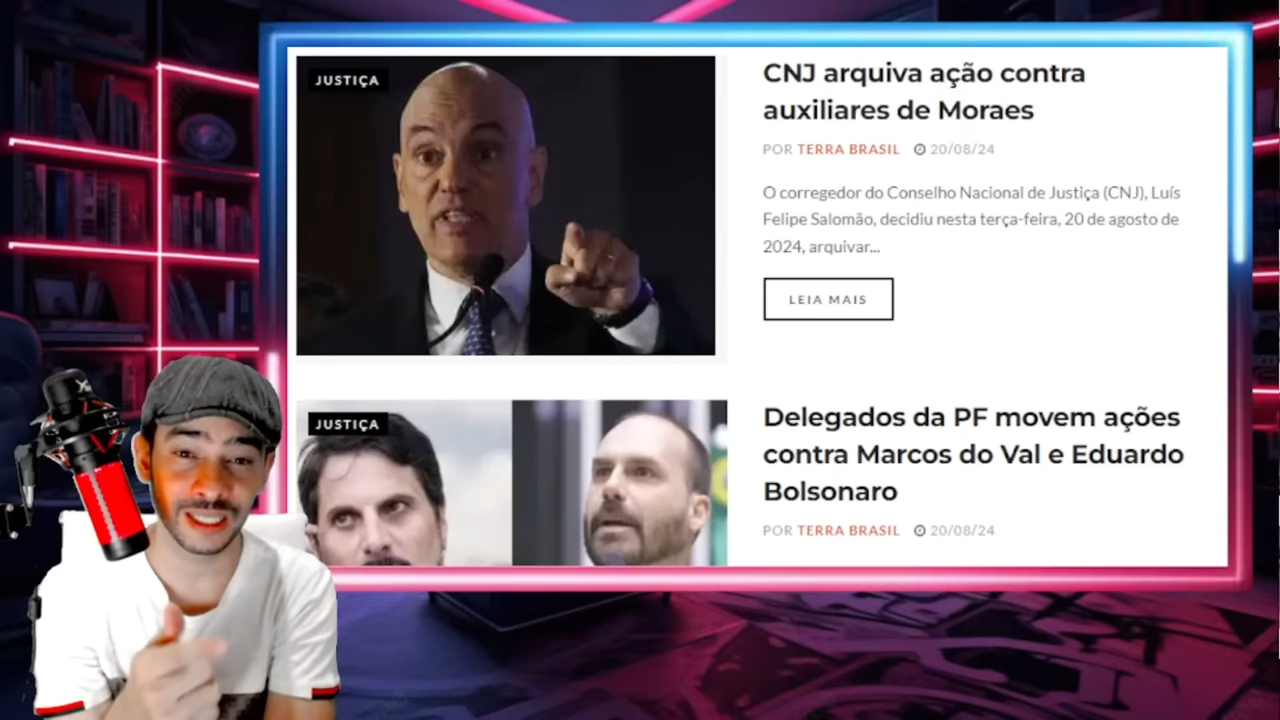 JUSTIÇA
CNJ arquiva ação contra
auxiliares de Moraes
POR TERRA BRASIL 20/08/24
O corregedor do Conselho Nacional de Justiça (CNJ), Luís
Felipe Salomão, decidiu nesta terça-feira, 20 de agosto de
2024, arquivar...
LEIA MAIS
JUSTIÇA
Delegados da PF movem ações
contra Marcos do Val e Eduardo
Bolsonaro
POR TERRA BRASIL 20/08/24